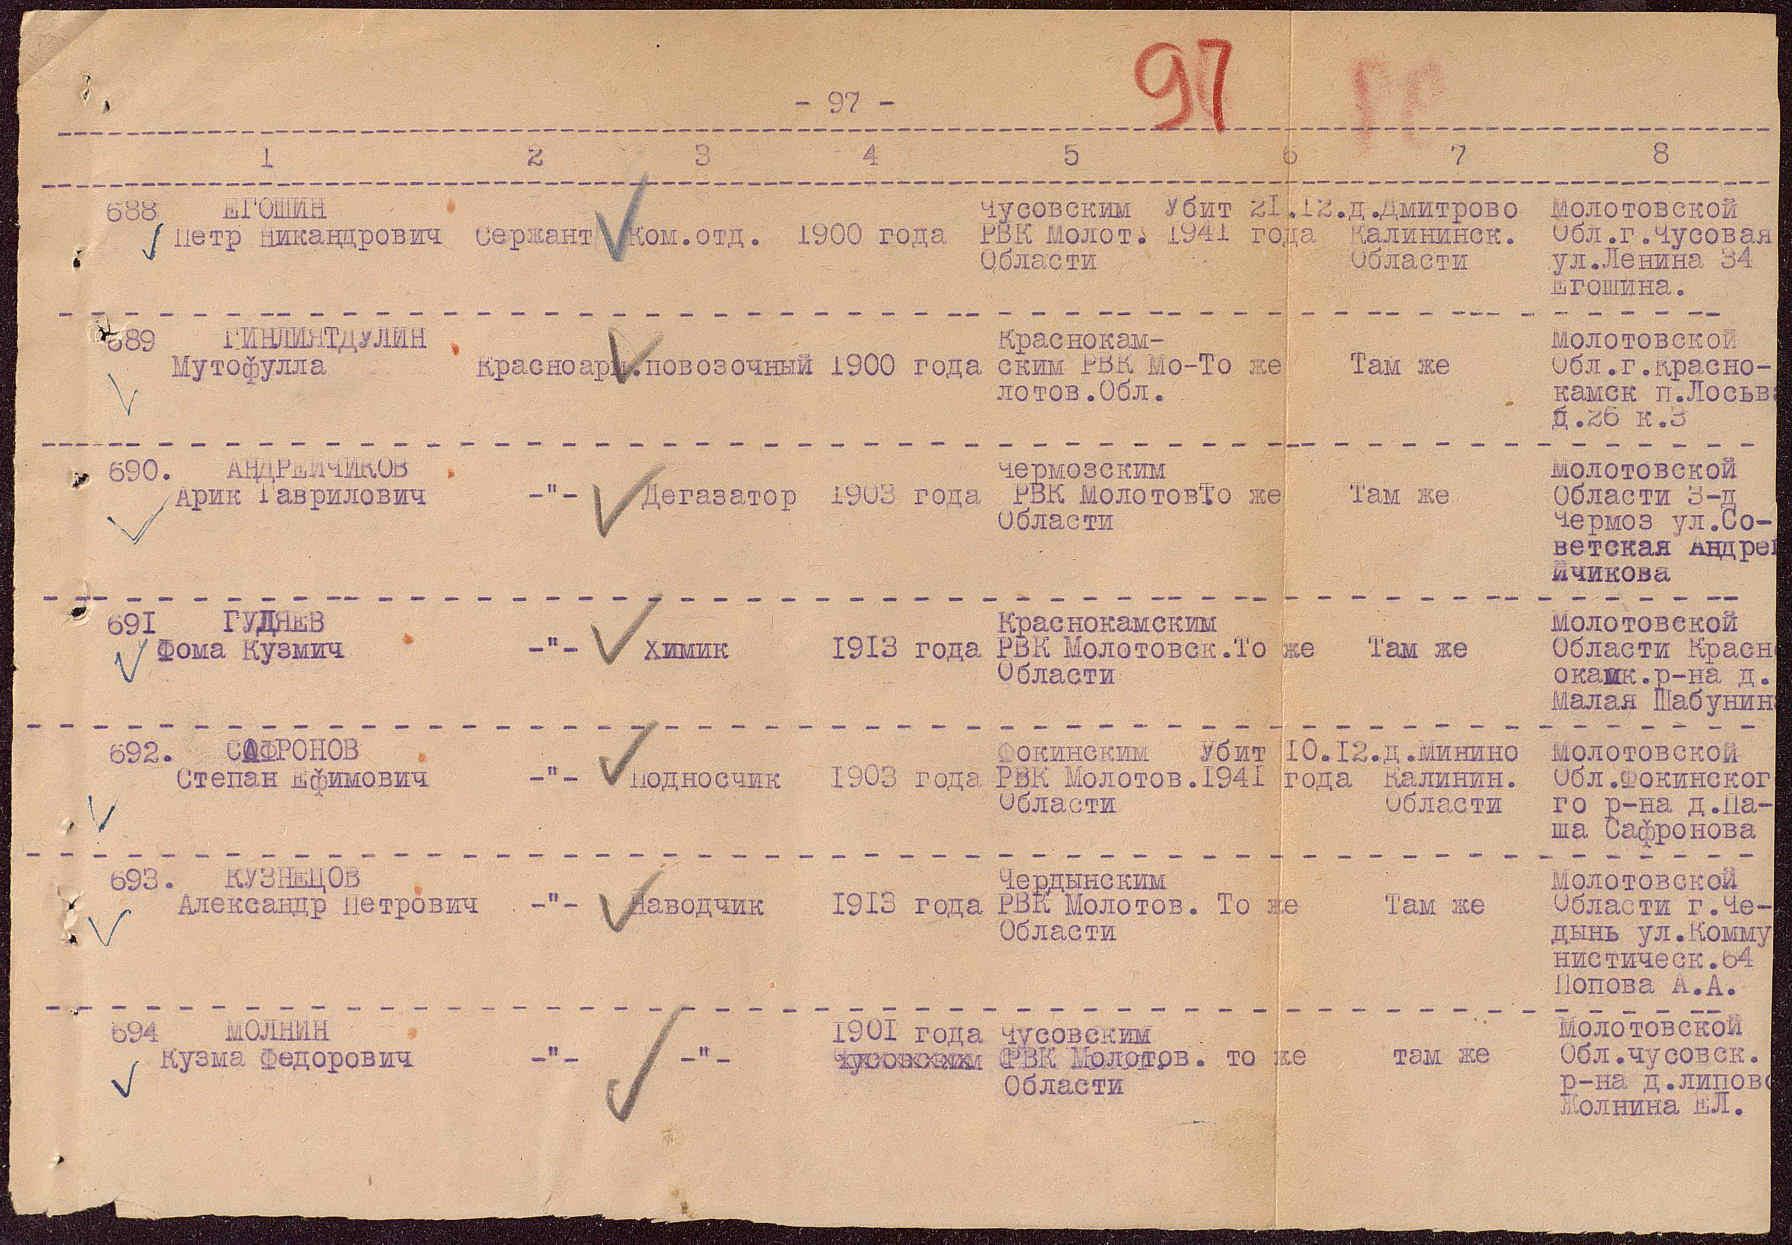 97
- 97 -
1 2 3 4 5 6 7 8
688 ЕГОШИН Чусовским Убит 21.12. д.Дмитрово Молотовской
Петр Никандрович Сержант Ком.отд. 1900 года РВК Молот. 1941 года Калининск. Обл.г.Чусовая
Области Области ул.Ленина 34
Егошина.
689 ГИНЛИЯТДУЛИН Краснокам- Молотовской
Мутофулла Красноарм.повозочный 1900 года ским РВК Мо-То же Там же Обл.г.Красно-
лотов.Обл. камск п.Лосьва
д.26 к.3
690. АНДРЕЙЧИКОВ Чермозским Молотовской
Арик Гаврилович -"- Дегазатор 1903 года РВК Молотов То же Там же Области З-д
Области Чермоз ул.Со-
ветская Андре
йчикова
691 ГУДЯЕВ Краснокамским Молотовской
Фома Кузмич -"- Химик 1913 года РВК Молотовск.То же Там же Области Красн
Области окамк.р-на д.
Малая Шабунин
692. САФРОНОВ Фокинским Убит 10.12. д.Минино Молотовской
Степан Ефимович -"- Подносчик 1903 года РВК Молотов.1941 года Калинин. Обл.Фокинског
Области Области го р-на д.Па-
ша Сафронова
693. КУЗНЕЦОВ Чердынским Молотовской
Александр Петрович -"- Наводчик 1913 года РВК Молотов. То же Там же Области г.Че-
Области дынь ул.Комму
нистическ.64
Попова А.А.
694 МОЛНИН 1901 года Чусовским Молотовской
Кузма Федорович -"- -"- Чусовским РВК Молотов. то же там же Обл.чусовск.
Области р-на д.липово
Жолнина ЕЛ.